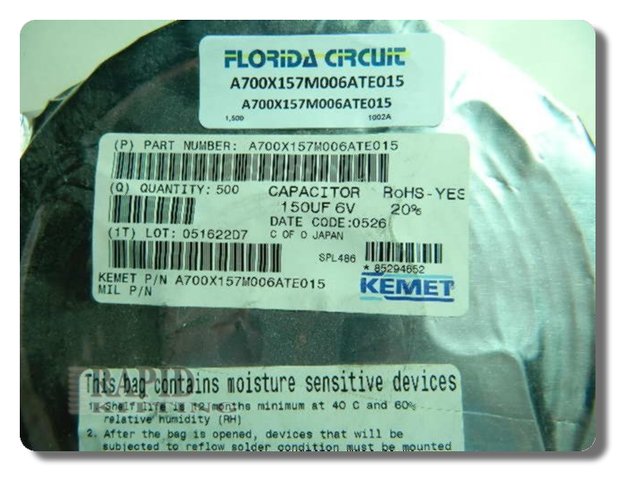 FLORIDA CIRCUIT
A700X157M006ATE015
A700X157M006ATE015
1,500 1002A
(P) PART NUMBER: A700X157M006ATE015
(Q) QUANTITY: 500 CAPACITOR RoHS-YES
150UF 6V 20%
DATE CODE:0526
(1T) LOT: 051622D7 C OF O JAPAN
SPL486
* 85294652
KEMET P/N A700X157M006ATE015
MIL P/N
KEMET
RAPID
This bag contains moisture sensitive devices
1. Shelf life is 12 months minimum at 40 C and 60%
relative humidity (RH)
2. After the bag is opened, devices that will be
subjected to reflow solder condition must be mounted